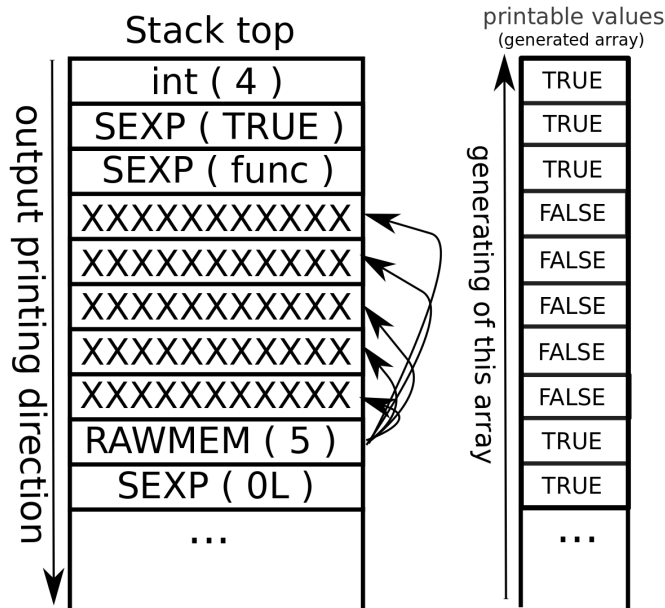 Stack top
output printing direction
int ( 4 )
SEXP ( TRUE )
SEXP ( func )
XXXXXXXXXXX
XXXXXXXXXXX
XXXXXXXXXXX
XXXXXXXXXXX
XXXXXXXXXXX
RAWMEM ( 5 )
SEXP ( 0L )
...
printable values
(generated array)
generating of this array
TRUE
TRUE
TRUE
FALSE
FALSE
FALSE
FALSE
FALSE
TRUE
TRUE
...